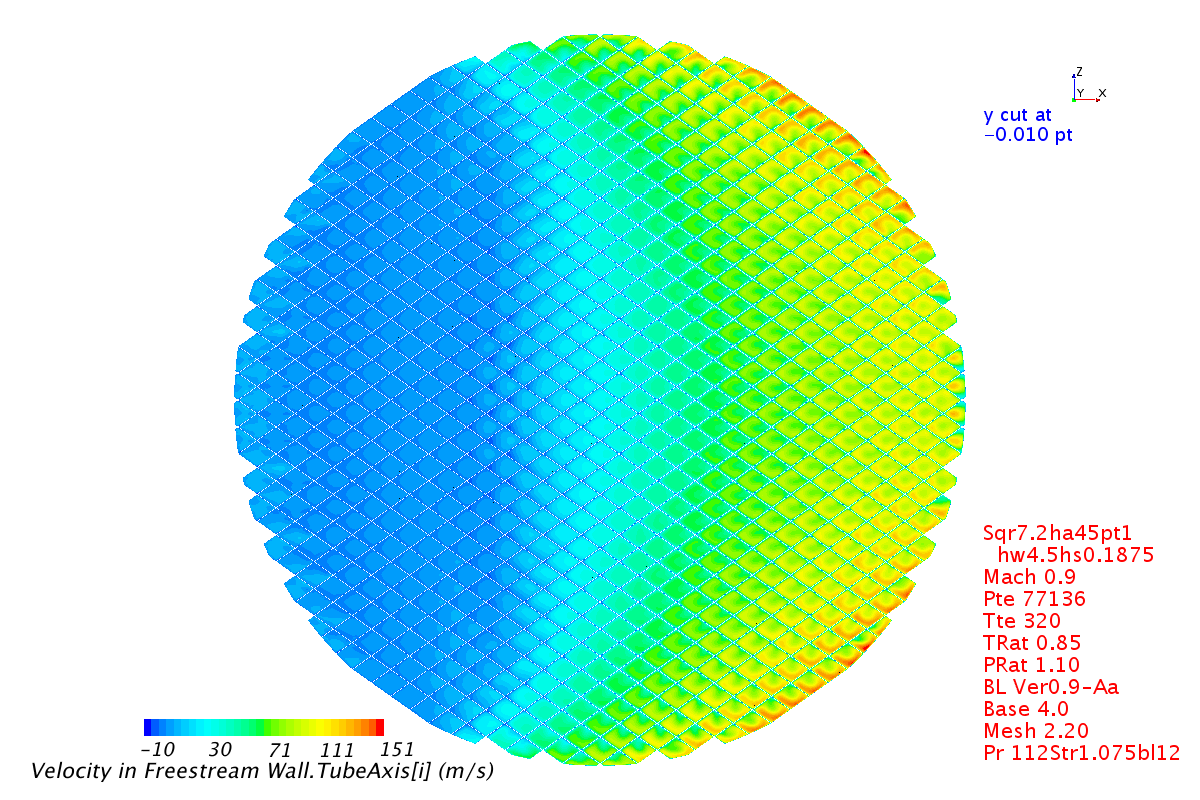 Z
Y X
y cut at
−0.010 pt
Sqr7.2ha45pt1
hw4.5hs0.1875
Mach 0.9
Pte 77136
Tte 320
TRat 0.85
PRat 1.10
BL Ver0.9−Aa
Base 4.0
Mesh 2.20
Pr 112Str1.075bl12
−10 30 71 111 151
Velocity in Freestream Wall.TubeAxis[i] (m/s)